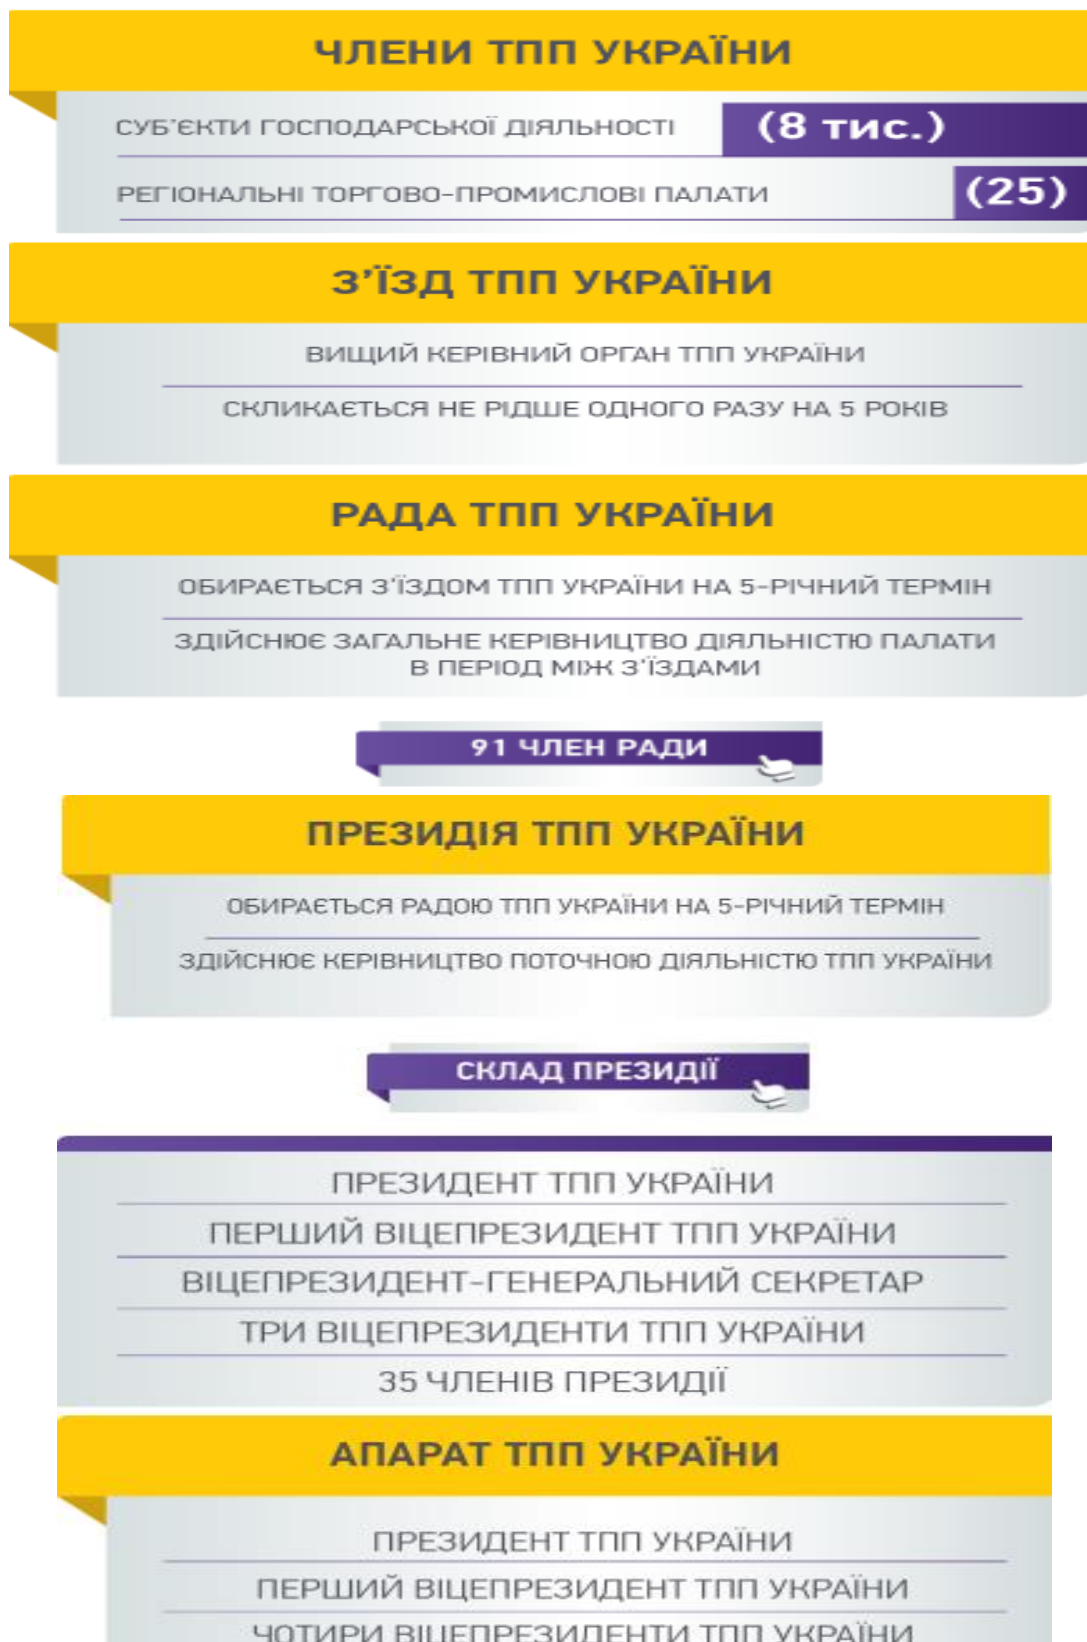 ЧЛЕНИ ТПП УКРАЇНИ
СУБ'ЄКТИ ГОСПОДАРСЬКОЇ ДІЯЛЬНОСТІ (8 тис.)
РЕГІОНАЛЬНІ ТОРГОВО-ПРОМИСЛОВІ ПАЛАТИ (25)
З'ЇЗД ТПП УКРАЇНИ
ВИЩИЙ КЕРІВНИЙ ОРГАН ТПП УКРАЇНИ
СКЛИКАЄТЬСЯ НЕ РІДШЕ ОДНОГО РАЗУ НА 5 РОКІВ
РАДА ТПП УКРАЇНИ
ОБИРАЄТЬСЯ З'ЇЗДОМ ТПП УКРАЇНИ НА 5-РІЧНИЙ ТЕРМІН
ЗДІЙСНЮЄ ЗАГАЛЬНЕ КЕРІВНИЦТВО ДІЯЛЬНІСТЮ ПАЛАТИ
В ПЕРІОД МІЖ З'ЇЗДАМИ
91 ЧЛЕН РАДИ
ПРЕЗИДІЯ ТПП УКРАЇНИ
ОБИРАЄТЬСЯ РАДОЮ ТПП УКРАЇНИ НА 5-РІЧНИЙ ТЕРМІН
ЗДІЙСНЮЄ КЕРІВНИЦТВО ПОТОЧНОЮ ДІЯЛЬНІСТЮ ТПП УКРАЇНИ
СКЛАД ПРЕЗИДІЇ
ПРЕЗИДЕНТ ТПП УКРАЇНИ
ПЕРШИЙ ВІЦЕПРЕЗИДЕНТ ТПП УКРАЇНИ
ВІЦЕПРЕЗИДЕНТ-ГЕНЕРАЛЬНИЙ СЕКРЕТАР
ТРИ ВІЦЕПРЕЗИДЕНТИ ТПП УКРАЇНИ
35 ЧЛЕНІВ ПРЕЗИДІЇ
АПАРАТ ТПП УКРАЇНИ
ПРЕЗИДЕНТ ТПП УКРАЇНИ
ПЕРШИЙ ВІЦЕПРЕЗИДЕНТ ТПП УКРАЇНИ
ЧОТИРИ ВІЦЕПРЕЗИДЕНТИ ТПП УКРАЇНИ